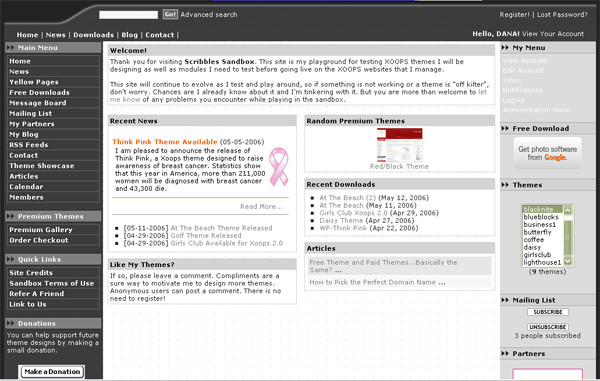 Go! Advanced search
Register! | Lost Password?
Home | News | Downloads | Blog | Contact |
Hello, DANA! View Your Account
Main Menu
Home
News
Yellow Pages
Free Downloads
Message Board
Mailing List
My Partners
My Blog
RSS Feeds
Contact
Theme Showcase
Articles
Calendar
Members
Premium Themes
Premium Gallery
Order Checkout
Quick Links
Site Credits
Sandbox Terms of Use
Refer A Friend
Link to Us
Donations
You can help support future
theme designs by making a
small donation.
Make a Donation
Welcome!
Thank you for visiting Scribbles Sandbox. This site is my playground for testing XOOPS themes I will be
designing as well as modules I need to test before going live on the XOOPS websites that I manage.
This site will continue to evolve as I test and play around, so if something is not working or a theme is "off kilter",
don't worry. Chances are I already know about it and I'm tinkering with it. But you are more than welcome to let
me know of any problems you encounter while playing in the sandbox.
Recent News
Think Pink Theme Available (05-05-2006)
I am pleased to announce the release of
Think Pink, a Xoops theme designed to raise
awareness of breast cancer. Statistics show
that this year in America, more than 211,000
women will be diagnosed with breast cancer
and 43,300 die.
Read More...
[05-11-2006] At The Beach Theme Released
[04-29-2006] Golf Theme Released
[04-29-2006] Girls Club Available for Xoops 2.0
Like My Themes?
If so, please leave a comment. Compliments are a
sure way to motivate me to design more themes.
Anonymous users can post a comment. There is no
need to register!
Random Premium Themes
Red/Black Theme
Recent Downloads
At The Beach (2) (May 12, 2006)
At The Beach (May 11, 2006)
Girls Club Xoops 2.0 (Apr 29, 2006)
Daisy Theme (Apr 27, 2006)
WP-Think Pink (Apr 22, 2006)
Articles
Free Theme and Paid Themes...Basically the
Same? ...
How to Pick the Perfect Domain Name ...
My Menu
View Account
Edit Account
Inbox
Notifications
Logout
Administration Menu
Free Download
Get photo software
from Google.
Themes
blacknite
blueblocks
business1
butterfly
coffee
daisy
girlsclub
lighthouse1
(9 themes)
Mailing List
SUBSCRIBE
UNSUBSCRIBE
3 people subscribed
Partners